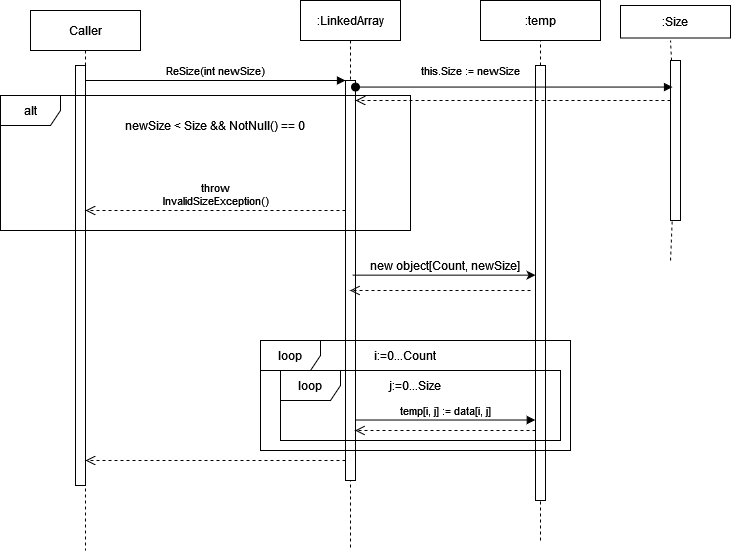 Caller
:LinkedArray
:temp
:Size
ReSize(int newSize)
this.Size := newSize
alt
newSize < Size && NotNull() == 0
throw
InvalidSizeException()
new object[Count, newSize]
loop
i:=0...Count
loop
j:=0...Size
temp[i, j] := data[i, j]